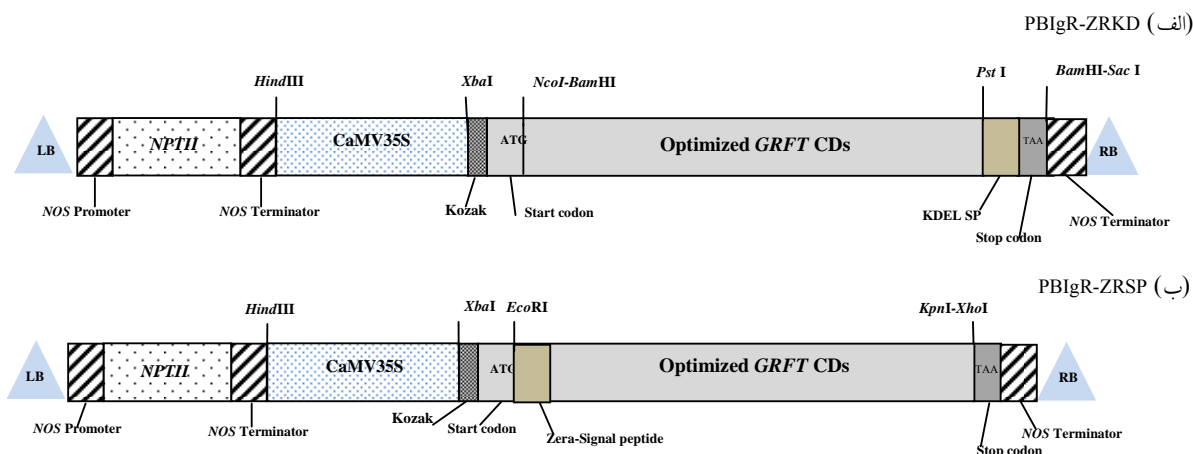 الف) PBIgR-ZRKD
HindIII
XbaI
NcoI-BamHI
Pst I
BamHI-Sac I
LB
NPTII
CaMV35S
ATG
Optimized GRFT CDs
TAA
RB
NOS Promoter
NOS Terminator
Kozak
Start codon
KDEL SP
Stop codon
NOS Terminator
ب) PBIgR-ZRSP
HindIII
XbaI
EcoRI
KpnI-XhoI
LB
NPTII
CaMV35S
ATG
Optimized GRFT CDs
TAA
RB
NOS Promoter
NOS Terminator
Kozak
Start codon
Zera-Signal peptide
Stop codon
NOS Terminator